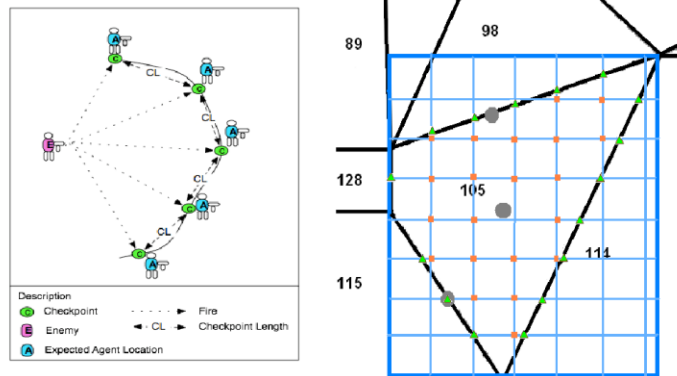 A
C
CL
A
C
CL
E
A
C
CL
C
A
CL
C
A
Description
C Checkpoint
Fire
E Enemy
CL Checkpoint Length
A Expected Agent Location
98
89
128
105
114
115